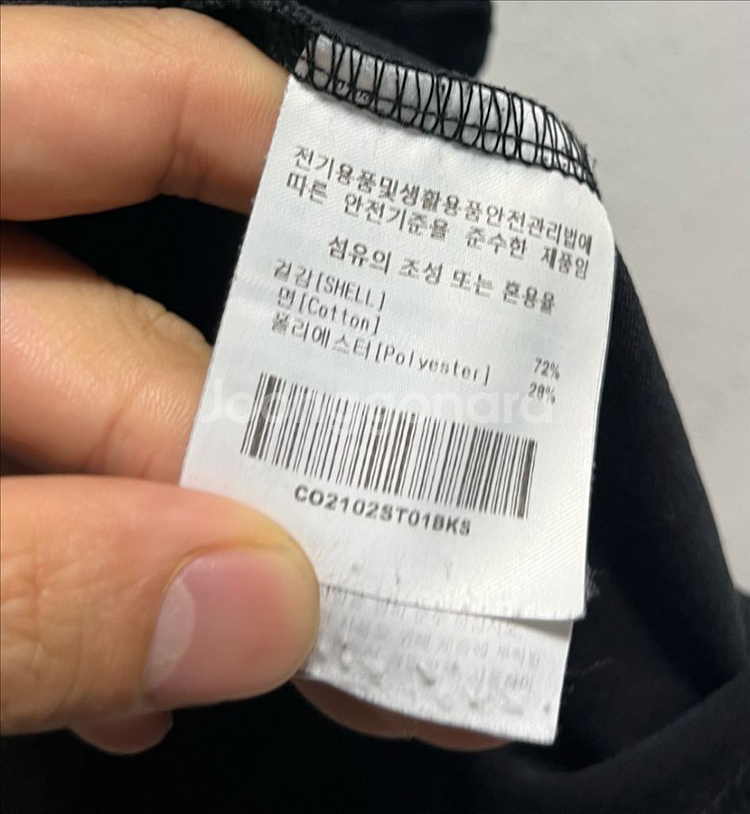 전기용품및생활용품안전관리법에
따른 안전기준을 준수한 제품임
섬유의 조성 또는 혼용율
겉감[SHELL]
면[Cotton] 72%
폴리에스터[Polyester] 28%
Joonggonara
CO2102ST01BKS